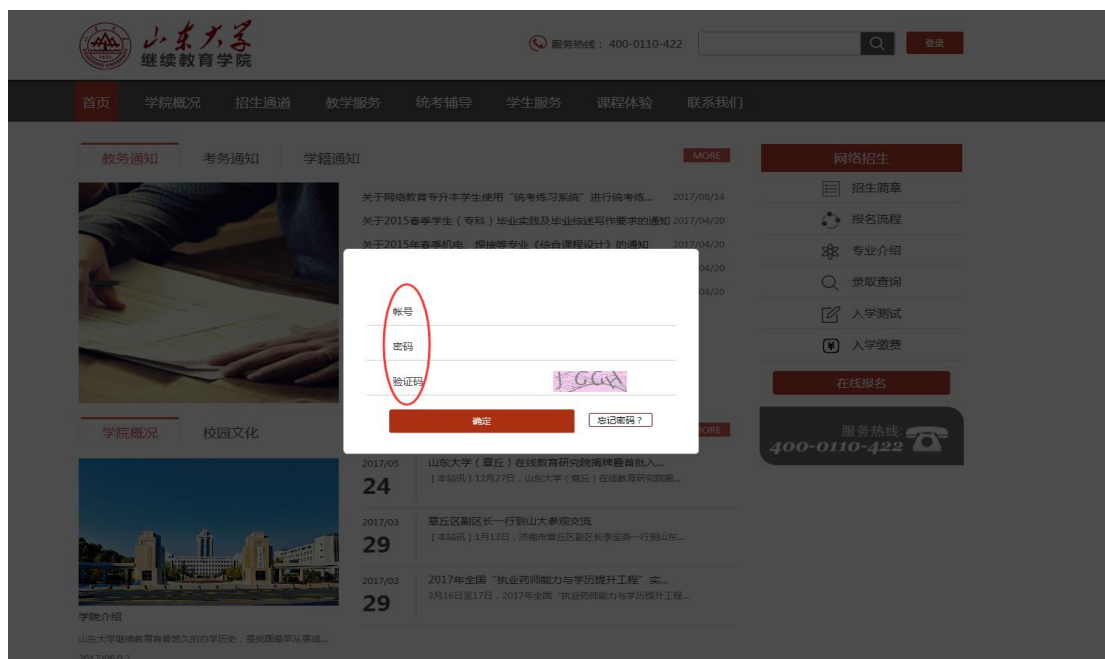 山东大学
继续教育学院
服务热线： 400-0110-422
登录
首页 学院概况 招生通道 教学服务 统考辅导 学生服务 课程体验 联系我们
教务通知 考务通知 学籍通知 MORE
关于网络教育专升本学生使用“统考练习系统”进行统考练... 2017/08/14
关于2015春季学生（专科）毕业实践及毕业综述写作要求的通知 2017/04/20
关于2015年春季机电、焊接等专业《综合课程设计》的通知 2017/04/20
04/20
04/20
帐号
密码
验证码
确定 忘记密码？
网络招生
招生简章
报名流程
专业介绍
录取查询
入学测试
入学缴费
在线报名
服务热线:
400-0110-422
学院概况 校园文化 MORE
学院介绍
山东大学继续教育有着悠久的办学历史，是我国最早从事成...
2017/06/12
2017/05
24
山东大学（章丘）在线教育研究院揭牌暨首批入...
[ 本站讯 ] 12月27日，山东大学（章丘）在线教育研究院揭...
2017/03
29
章丘区副区长一行到山大参观交流
[ 本站讯 ] 1月13日，济南市章丘区副区长李宝燕一行到山东...
2017/03
29
2017年全国“执业药师能力与学历提升工程”实...
3月16日至17日，2017年全国“执业药师能力与学历提升工程...